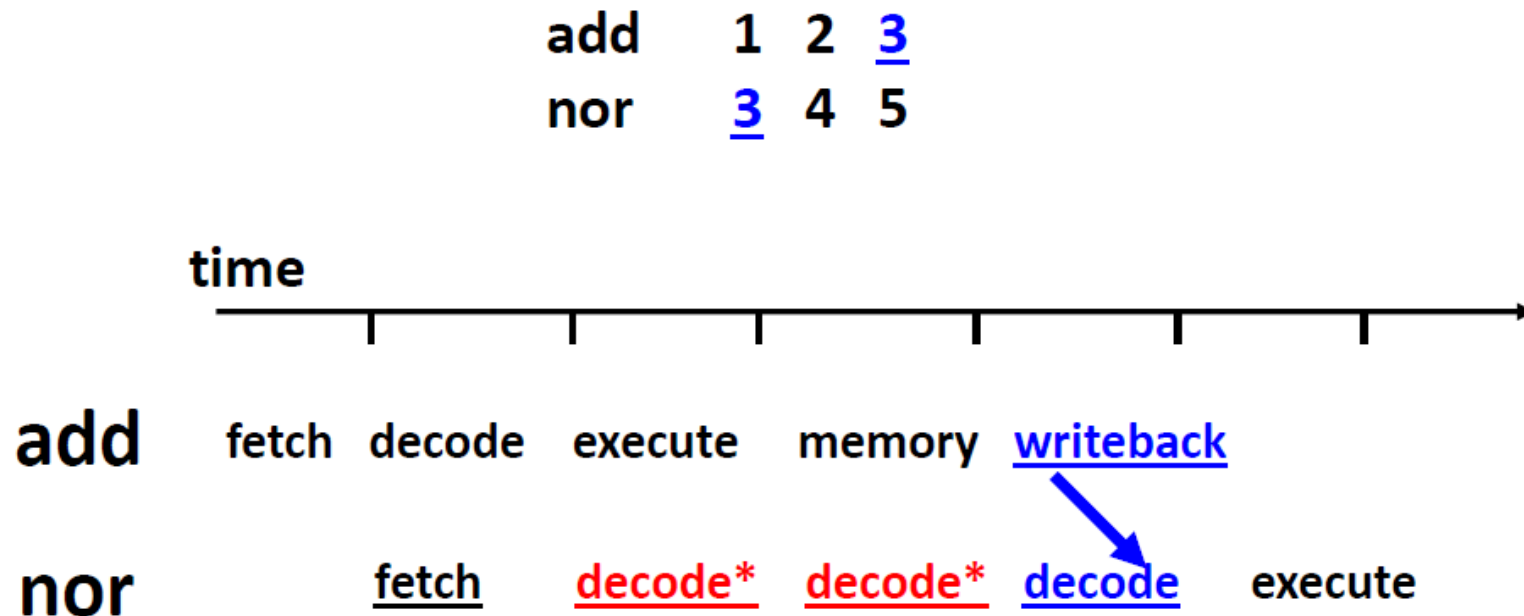 add 1 2 3
nor 3 4 5
time
add fetch decode execute memory writeback
nor fetch decode* decode* decode execute